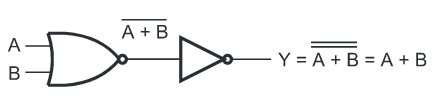 A
B
A + B
Y = A + B = A + B